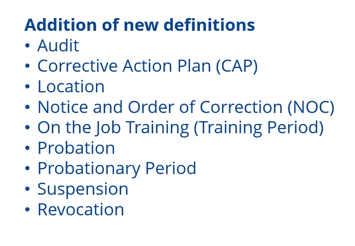 Addition of new definitions
• Audit
• Corrective Action Plan (CAP)
• Location
• Notice and Order of Correction (NOC)
• On the Job Training (Training Period)
• Probation
• Probationary Period
• Suspension
• Revocation